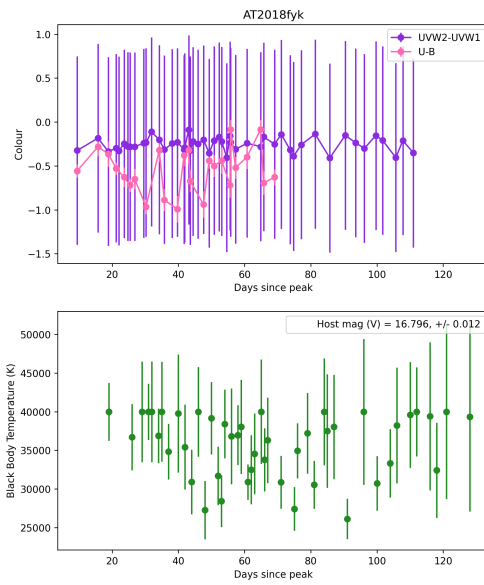 AT2018fyk
UVW2-UVW1
U-B
1.0
0.5
0.0
−0.5
−1.0
−1.5
Colour
20 40 60 80 100 120
Days since peak
Host mag (V) = 16.796, +/- 0.012
50000
45000
40000
35000
30000
25000
Black Body Temperature (K)
20 40 60 80 100 120
Days since peak